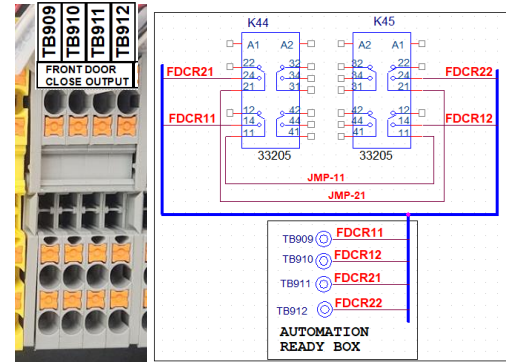 TB909
TB910
TB911
TB912
FRONT DOOR
CLOSE OUTPUT
K44
K45
A1
A2
A2
A1
22
24
21
32
34
31
32
34
31
22
24
21
FDCR21
FDCR22
12
14
11
42
44
41
42
44
41
12
14
11
FDCR11
FDCR12
33205
33205
JMP-11
JMP-21
TB909
FDCR11
TB910
FDCR12
TB911
FDCR21
TB912
FDCR22
AUTOMATION
READY BOX